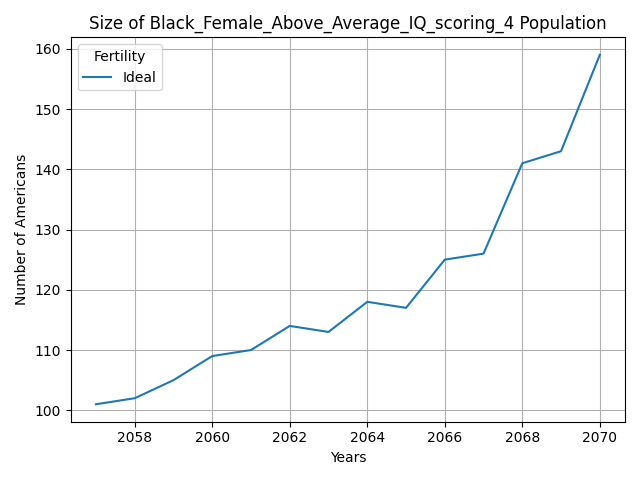 Size of Black_Female_Above_Average_IQ_scoring_4 Population
Fertility
Ideal
160
150
140
130
120
110
100
Number of Americans
2058 2060 2062 2064 2066 2068 2070
Years